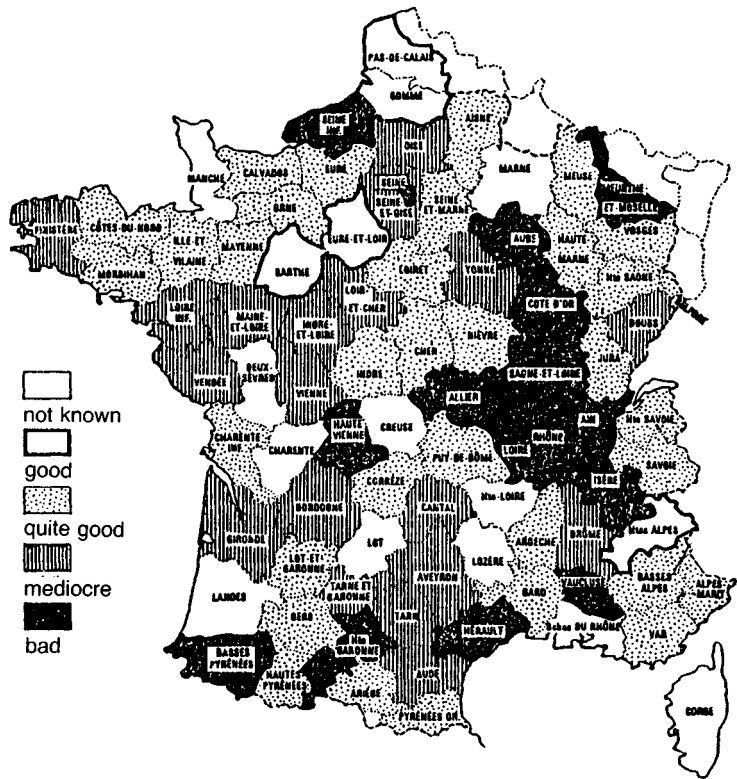 PAS-DE-CALAIS
SOMME
SEINE
INF.
OISE
AISNE
MANCHE
CALVADOS
EURE
SEINE
SEINE
ET-OISE
SEINE
ET-MARNE
MARNE
MEUSE
MEURTHE-
ET-MOSELLE
FINISTÈRE
CÔTES-DU-NORD
ILLE-ET
VILAINE
MAYENNE
ORNE
EURE-ET-LOIR
AUBE
HAUTE
MARNE
VOSGES
MORBIHAN
SARTHE
LOIRET
YONNE
Hte SAÔNE
LOIRE
INF.
MAINE
ET-LOIRE
INDRE
ET-LOIRE
LOIR
ET-CHER
COTE D'OR
DOUBS
VENDÉE
DEUX-
SÈVRES
VIENNE
INDRE
CHER
NIÈVRE
SAÔNE-ET-LOIRE
JURA
not known
good
quite good
mediocre
bad
ALLIER
AIN
Hte SAVOIE
CHARENTE
INF.
CHARENTE
HAUTE
VIENNE
CREUSE
PUY-DE-DÔME
LOIRE
RHÔNE
SAVOIE
ISÈRE
GIRONDE
DORDOGNE
CORRÈZE
CANTAL
Hte-LOIRE
ARDÈCHE
DRÔME
Htes ALPES
LOT-ET-
GARONNE
LOT
AVEYRON
LOZÈRE
GARD
VAUCLUSE
BASSES
ALPES
ALPES
MARIT
LANDES
TARN-ET
GARONNE
GERS
TARN
HÉRAULT
Bches DU RHÔNE
VAR
BASSES
PYRÉNÉES
HAUTES
PYRÉNÉES
Hte
GARONNE
ARIÈGE
AUDE
PYRÉNÉES OR.
CORSE